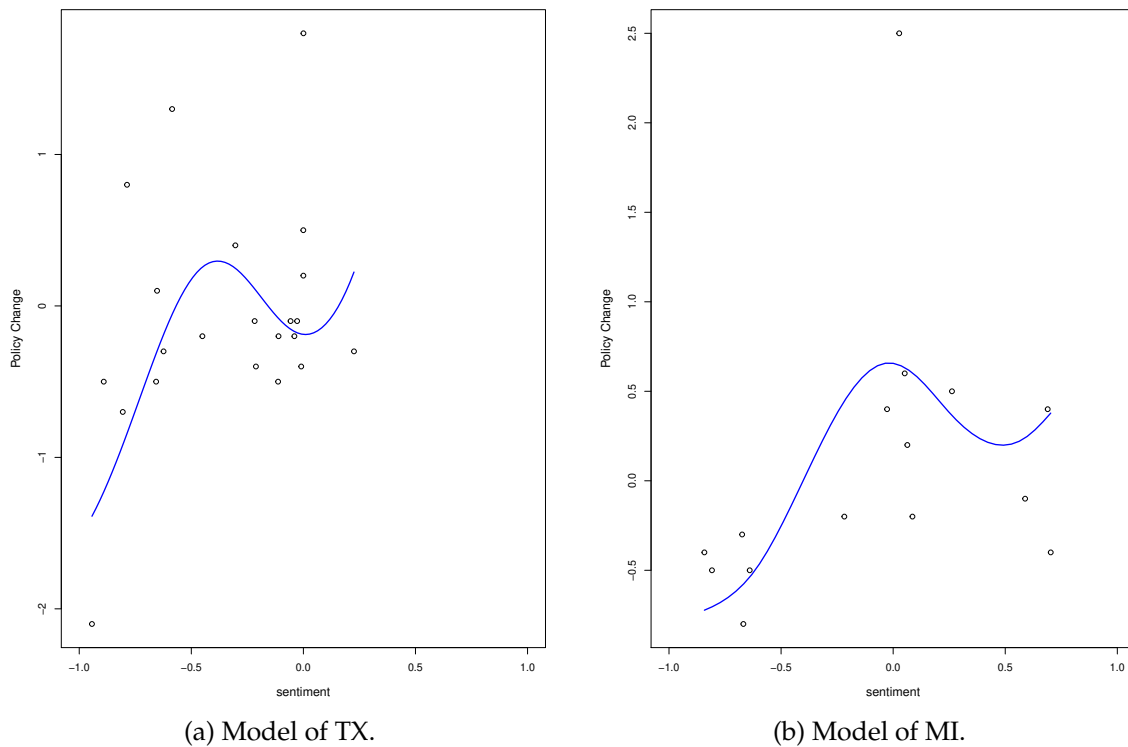 1
0
−1
−2
Policy Change
−1.0 −0.5 0.0 0.5 1.0
sentiment
(a) Model of TX.
2.5
2.0
1.5
1.0
0.5
0.0
−0.5
Policy Change
−1.0 −0.5 0.0 0.5 1.0
sentiment
(b) Model of MI.